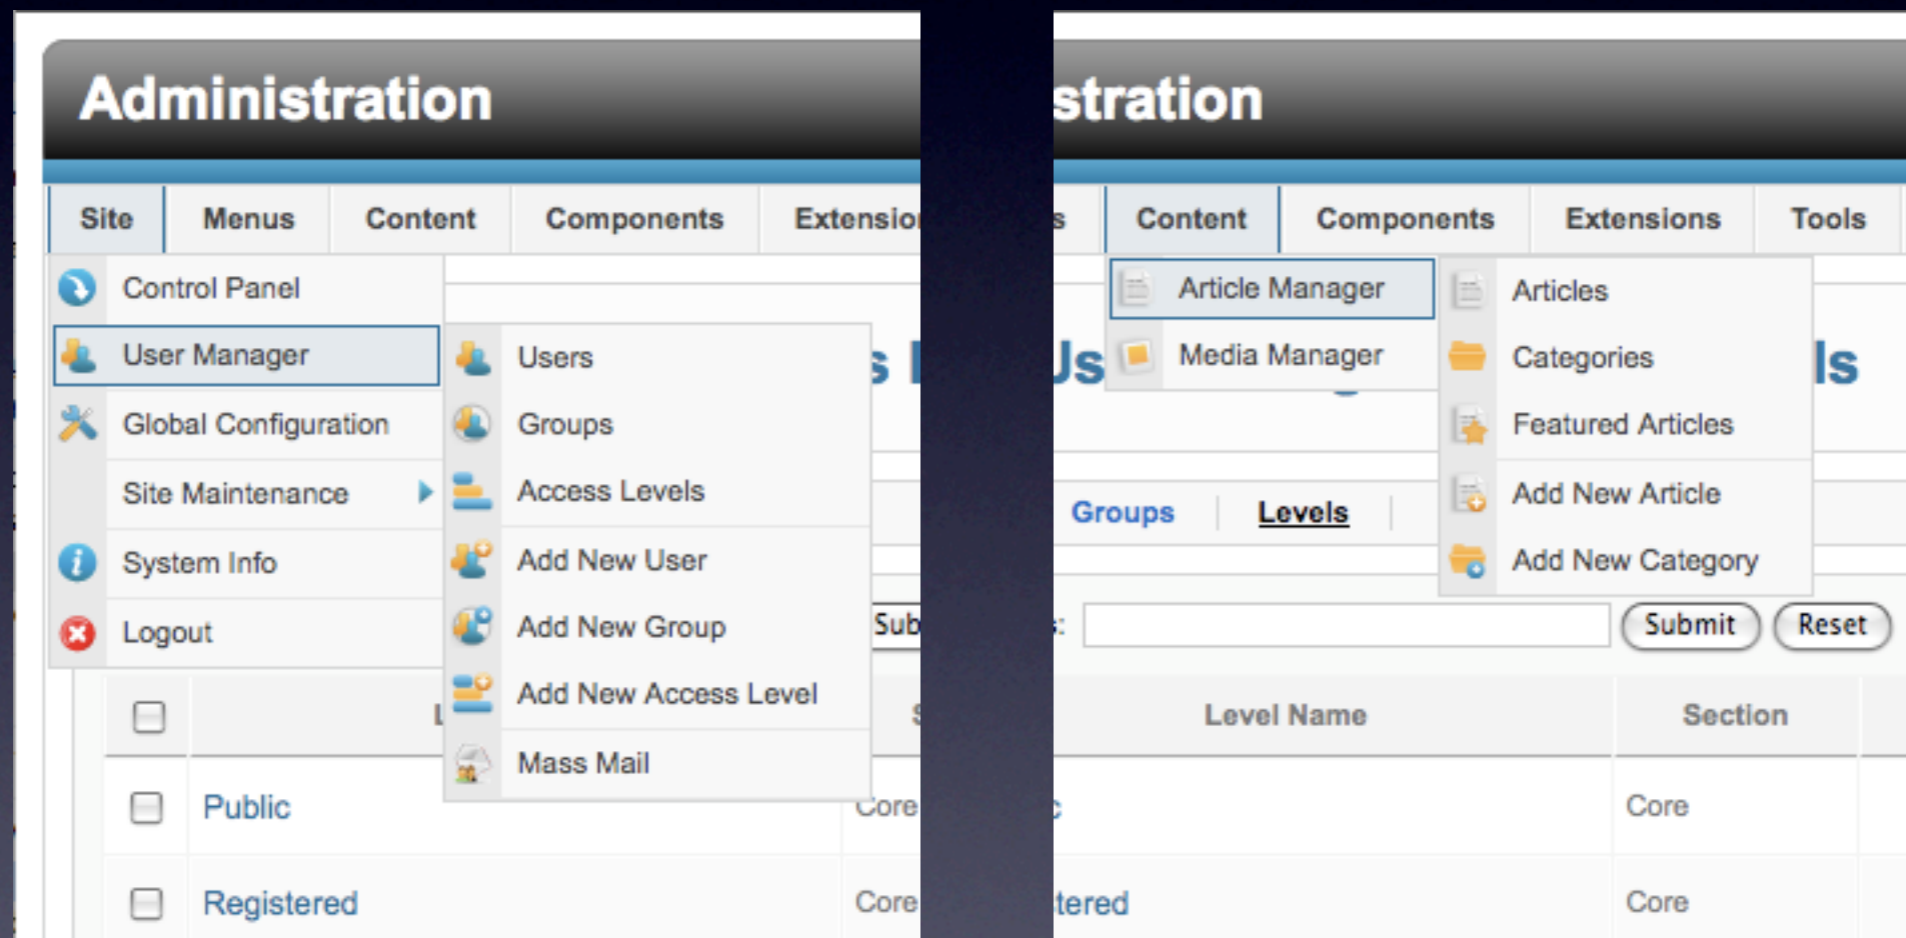 Administration
Site Menus Content Components Extension
Control Panel
User Manager
Global Configuration
Site Maintenance
System Info
Logout
Users
Groups
Access Levels
Add New User
Add New Group
Add New Access Level
Mass Mail
Sub
Public Core
Registered Core
stration
s Content Components Extensions Tools
Article Manager
Media Manager
Articles
Categories
Featured Articles
Add New Article
Add New Category
Us ls
Groups Levels
s: Submit Reset
Level Name Section
c Core
tered Core